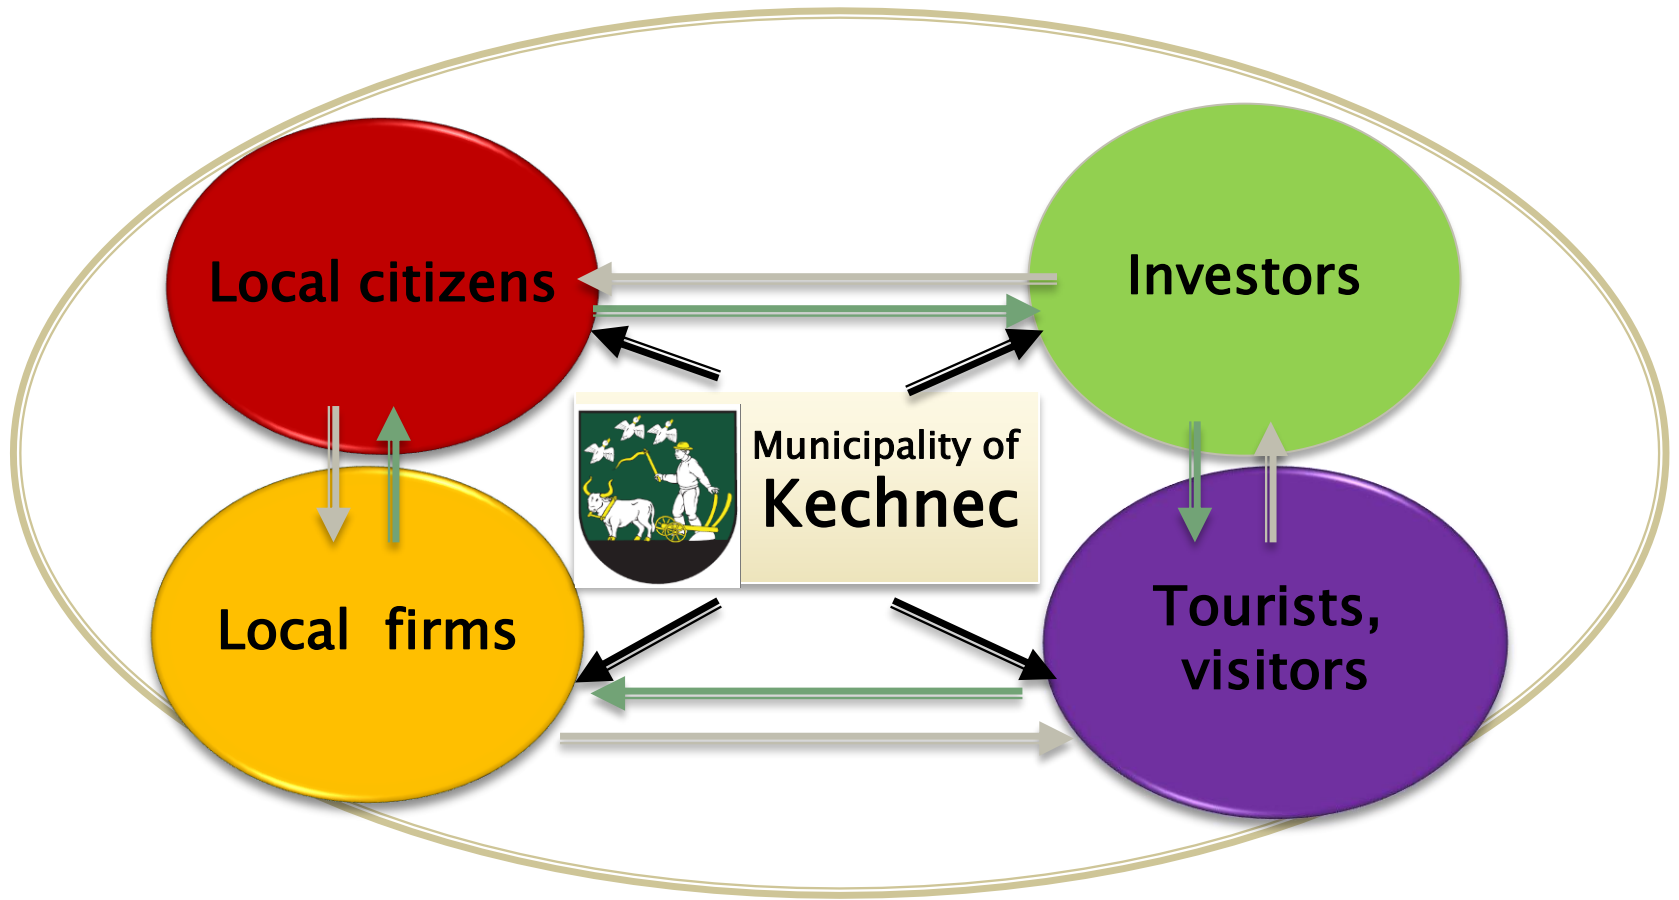 Local citizens
Investors
Municipality of
Kechnec
Local firms
Tourists,
visitors